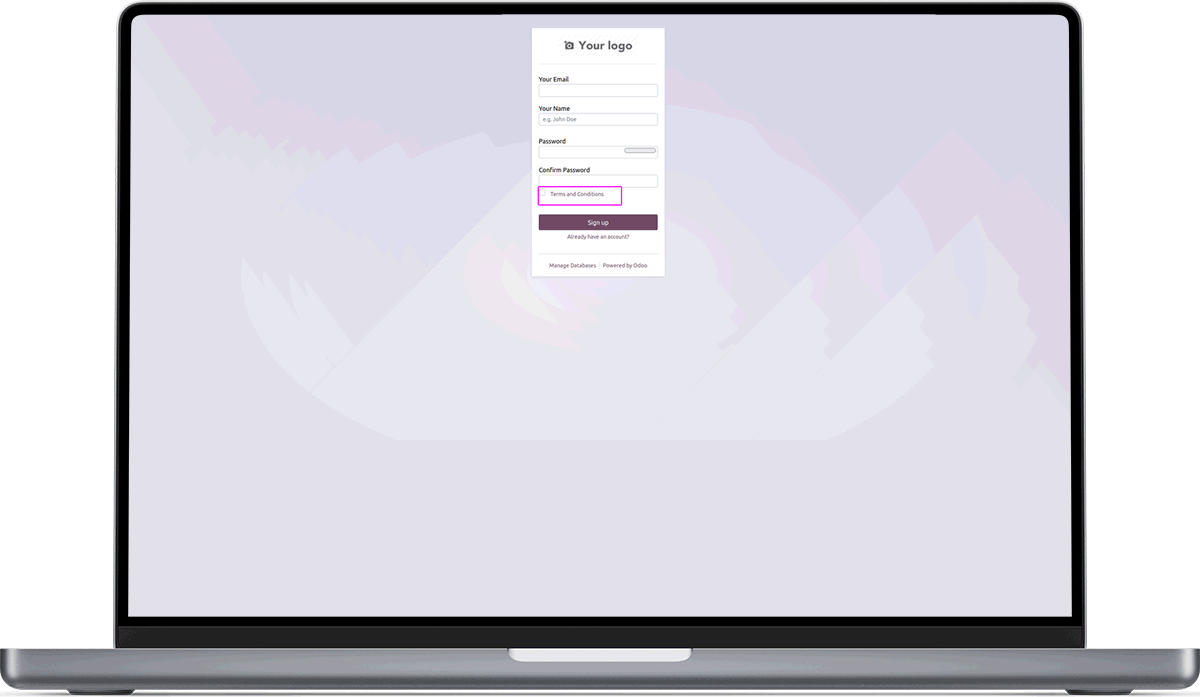 Your logo
Your Email
Your Name
e.g. John Doe
Password
Confirm Password
Terms and Conditions
Sign up
Already have an account?
Manage Databases | Powered by Odoo